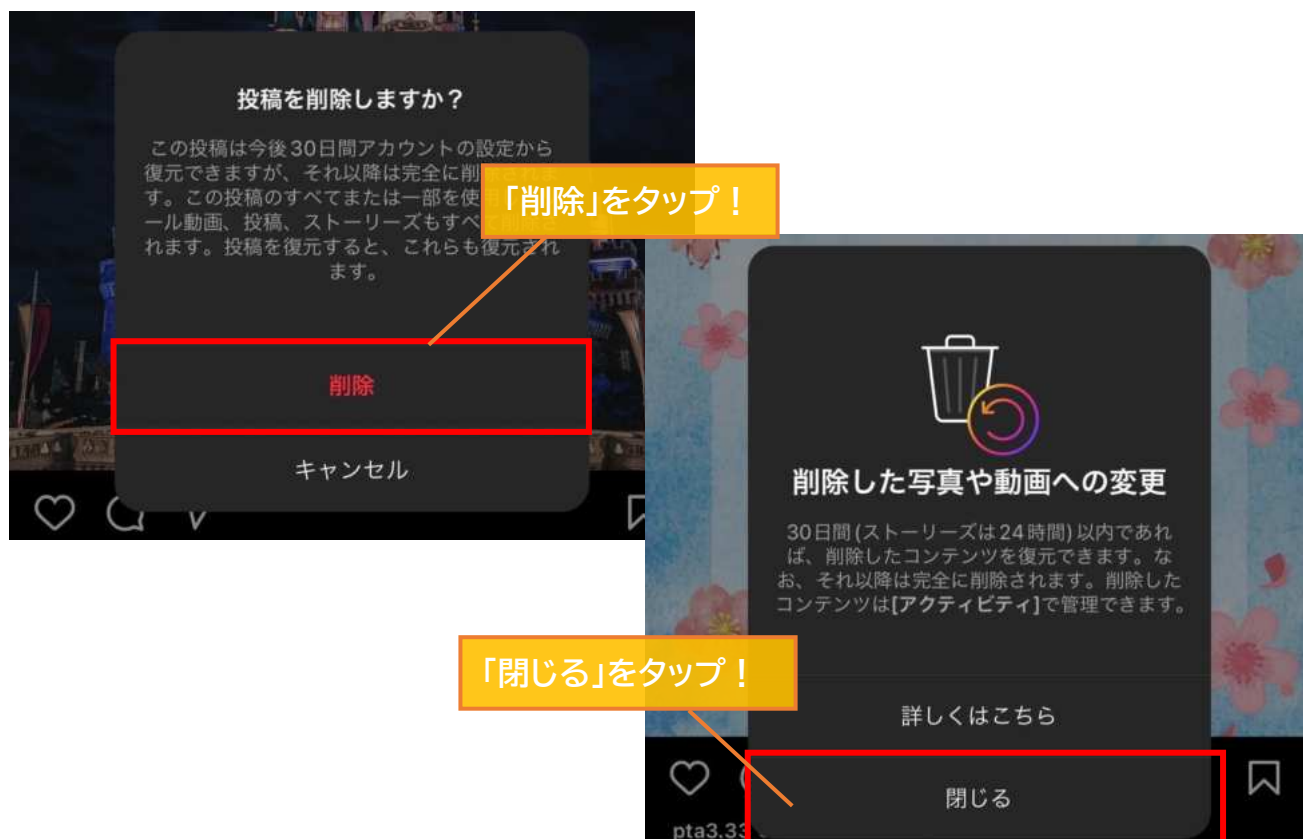 投稿を削除しますか？
この投稿は今後30日間アカウントの設定から
復元できますが、それ以降は完全に削除されま
す。この投稿のすべてまたは一部を使
ール動画、投稿、ストーリーズもすべて削除さ
れます。投稿を復元すると、これらも復元され
ます。
「削除」をタップ！
削除
キャンセル
削除した写真や動画への変更
30日間(ストーリーズは24時間)以内であれ
ば、削除したコンテンツを復元できます。な
お、それ以降は完全に削除されます。削除した
コンテンツは[アクティビティ]で管理できます。
「閉じる」をタップ！
詳しくはこちら
閉じる
pta3.33